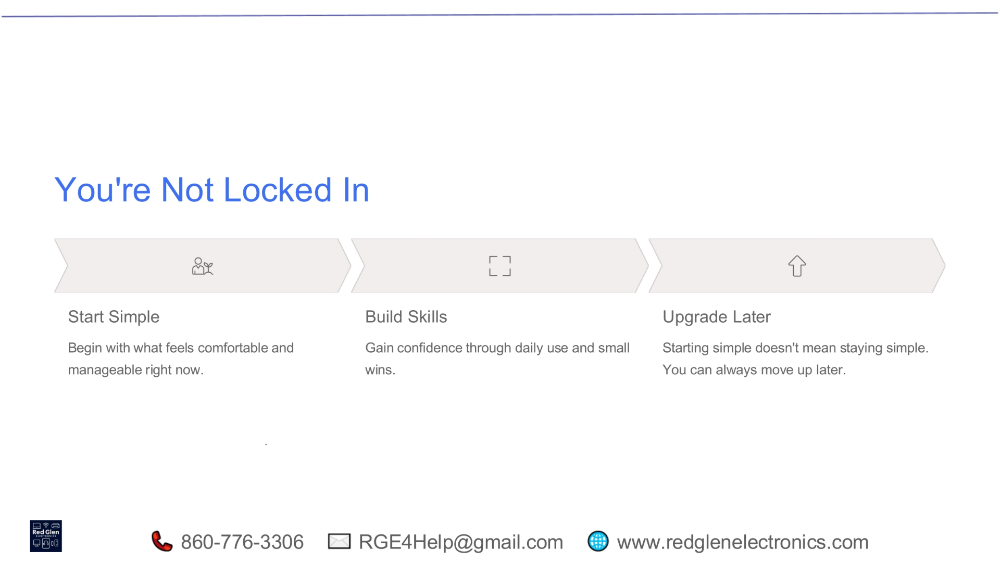 You're Not Locked In
Start Simple
Begin with what feels comfortable and
manageable right now.
Build Skills
Gain confidence through daily use and small
wins.
Upgrade Later
Starting simple doesn't mean staying simple.
You can always move up later.
.
Red Glen
ELECTRONICS
860-776-3306
RGE4Help@gmail.com
www.redglenelectronics.com